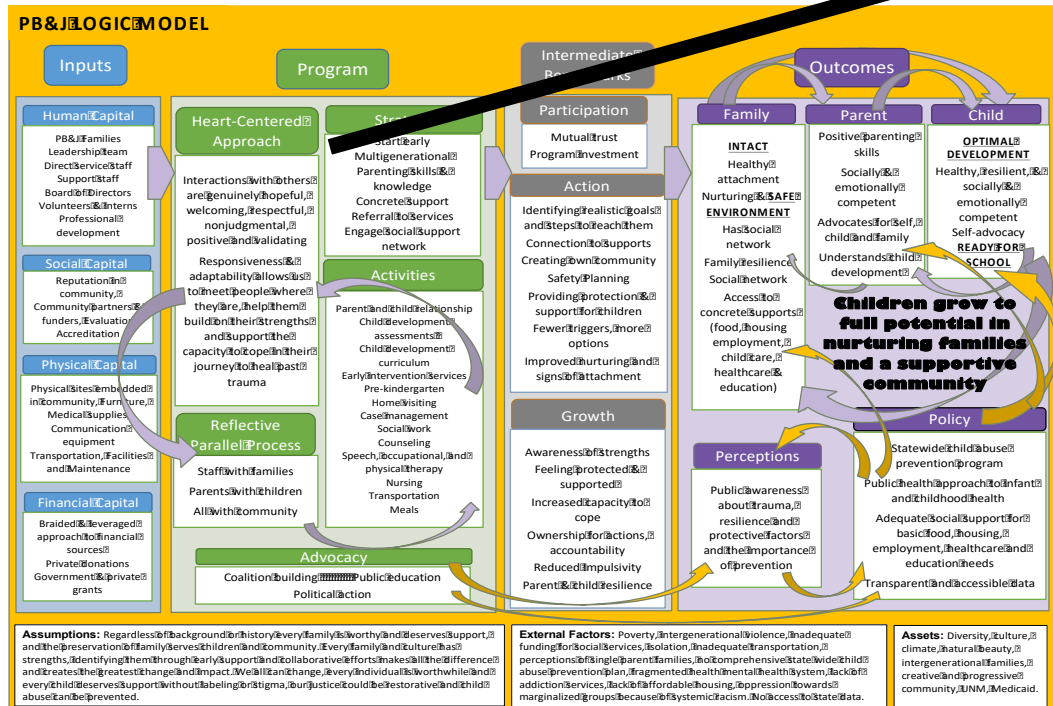 PB&J LOGIC MODEL
Inputs
Human Capital
PB&J Families
Leadership team
Direct service staff
Support staff
Board of Directors
Volunteers & Interns
Professional
development
Social Capital
Reputation in
community,
Community partners &
funders, Evaluation
Accreditation
Physical Capital
Physical sites embedded
in community, Furniture,
Medical supplies
Communication
equipment
Transportation, Facilities
and Maintenance
Financial Capital
Braided & leveraged
approach to financial
sources
Private donations
Government & private
grants
Program
Heart-Centered
Approach
Interactions with others
are genuinely hopeful,
welcoming, respectful,
nonjudgmental,
positive and validating
Responsiveness &
adaptability allows us
to meet people where
they are, help them
build on their strengths
and support the
capacity to cope in their
journey to heal past
trauma
Reflective
Parallel Process
Staff with families
Parents with children
All with community
Start early
Multigenerational
Parenting skills &
knowledge
Concrete support
Referral to services
Engage social support
network
Activities
Parent and child relationship
Child development
assessments
Child development
curriculum
Early intervention services
Pre-kindergarten
Home visiting
Case management
Social work
Counseling
Speech, occupational, and
physical therapy
Nursing
Transportation
Meals
Advocacy
Coalition building Public education
Political action
Intermediate
Participation
Mutual trust
Program investment
Action
Identifying realistic goals
and steps to reach them
Connection to supports
Creating own community
Safety Planning
Providing protection &
support for children
Fewer triggers, more
options
Improved nurturing and
signs of attachment
Growth
Awareness of strengths
Feeling protected &
supported
Increased capacity to
cope
Ownership for actions,
accountability
Reduced Impulsivity
Parent & child resilience
Outcomes
Family
INTACT
Healthy
attachment
Nurturing & SAFE
ENVIRONMENT
Has social
network
Family resilience
Social network
Access to
concrete supports
(food, housing
employment,
child care,
healthcare &
education)
Parent
Positive parenting
skills
Socially &
emotionally
competent
Advocates for self,
child and family
Understands child
development
Child
OPTIMAL
DEVELOPMENT
Healthy, resilient, &
socially &
emotionally
competent
Self-advocacy
READY FOR
SCHOOL
Children grow to
full potential in
nurturing families
and a supportive
community
Perceptions
Public awareness
about trauma,
resilience and
protective factors
and the importance
of prevention
Policy
Statewide child abuse
prevention program
Public health approach to infant
and childhood health
Adequate social support for
basic food, housing,
employment, healthcare and
education needs
Transparent and accessible data
Assumptions: Regardless of background or history every family is worthy and deserves support,
and the preservation of family serves children and community. Every family and culture has
strengths, identifying them through early support and collaborative efforts makes all the difference
and creates the greatest change and impact. We all can change, every individual is worthwhile and
every child deserves support without labeling or stigma, our justice could be restorative and child
abuse can be prevented.
External Factors: Poverty, intergenerational violence, inadequate
funding for social services, isolation, inadequate transportation,
perceptions of single parent families, no comprehensive statewide child
abuse prevention plan, fragmented health mental health system, lack of
addiction services, lack of affordable housing, oppression towards
marginalized groups because of systemic racism. No access to state data.
Assets: Diversity, culture,
climate, natural beauty,
intergenerational families,
creative and progressive
community, UNM, Medicaid.